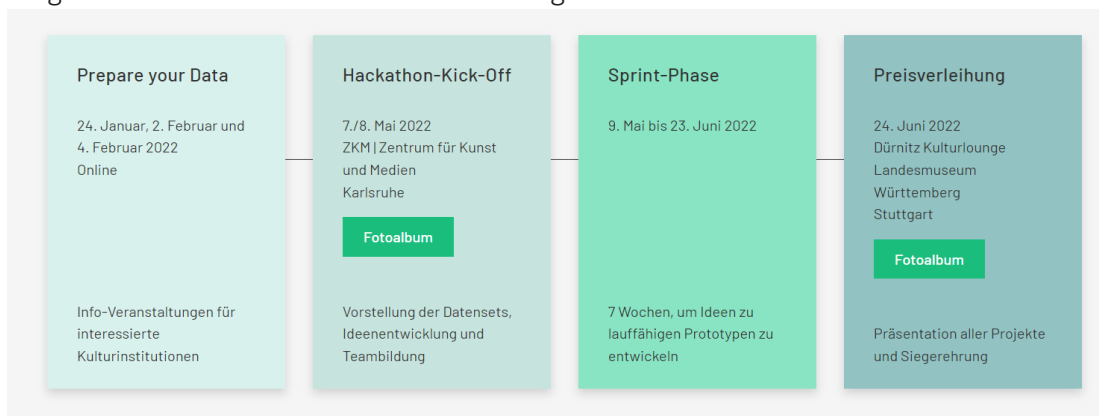 Prepare your Data
24. Januar, 2. Februar und
4. Februar 2022
Online
Info-Veranstaltungen für
interessierte
Kulturinstitutionen
Hackathon-Kick-Off
7./8. Mai 2022
ZKM | Zentrum für Kunst
und Medien
Karlsruhe
Fotoalbum
Vorstellung der Datensets,
Ideenentwicklung und
Teambildung
Sprint-Phase
9. Mai bis 23. Juni 2022
7 Wochen, um Ideen zu
lauffähigen Prototypen zu
entwickeln
Preisverleihung
24. Juni 2022
Dürnitz Kulturlounge
Landesmuseum
Württemberg
Stuttgart
Fotoalbum
Präsentation aller Projekte
und Siegerehrung